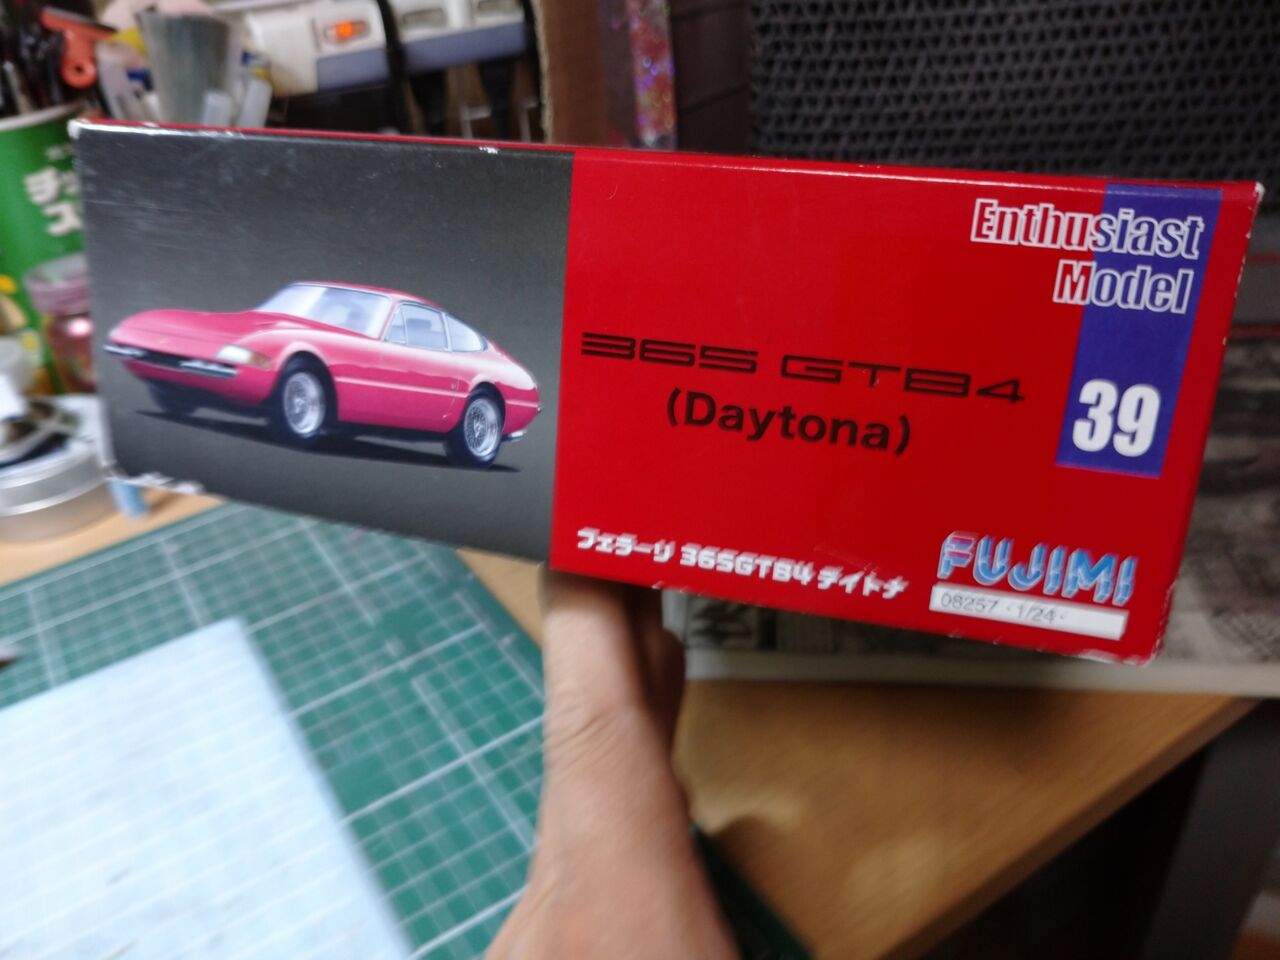 Enthusiast
Model
39
365 GTB4
(Daytona)
フェラーリ 365GTB4 デイトナ
FUJIMI
08257 ・1/24・